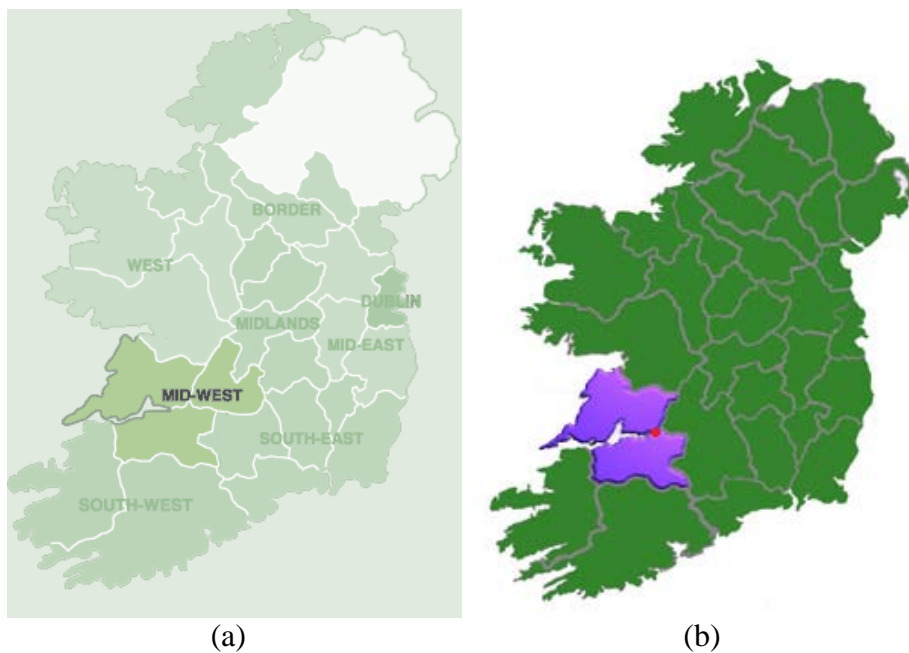 BORDER
WEST
DUBLIN
MIDLANDS
MID-EAST
MID-WEST
SOUTH-EAST
SOUTH-WEST
(a)
(b)